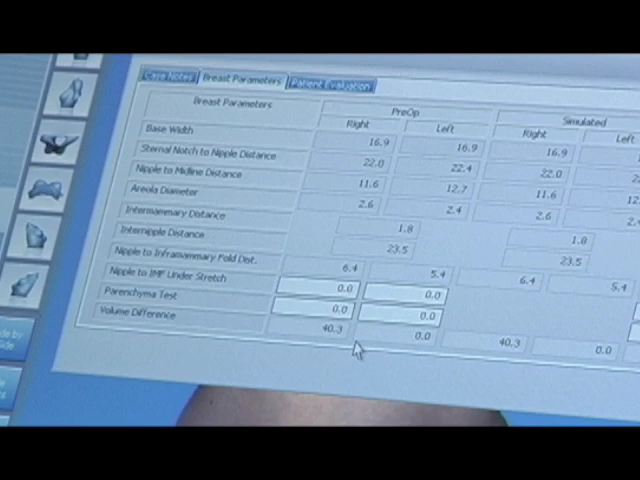 Case Notes Breast Parameters Patient Evaluation
Breast Parameters PreOp Simulated
Right Left Right Left
Base Width 16.9 16.9 16.9
Sternal Notch to Nipple Distance 22.0 22.4 22.0
Nipple to Midline Distance 11.6 12.7 11.6
Areola Diameter 2.6 2.4 2.6
Intermammary Distance 1.8 1.8
Internipple Distance 23.5 23.5
Nipple to Inframammary Fold Dist. 6.4 5.4 6.4 5.4
Nipple to IMF Under Stretch 0.0 0.0
Parenchyma Test 0.0 0.0
Volume Difference 40.3 0.0 40.3 0.0